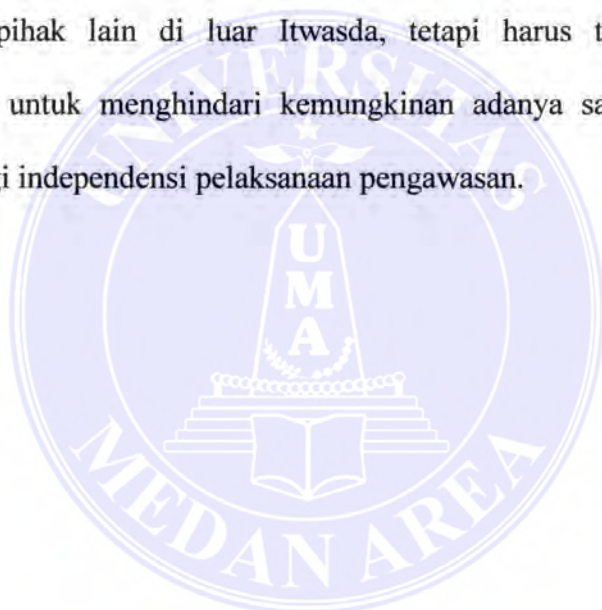 pihak lain di luar Itwasda, tetapi harus t
untuk menghindari kemungkinan adanya sa
i independensi pelaksanaan pengawasan.
UNIVERSITAS
U
M
A
MEDAN AREA